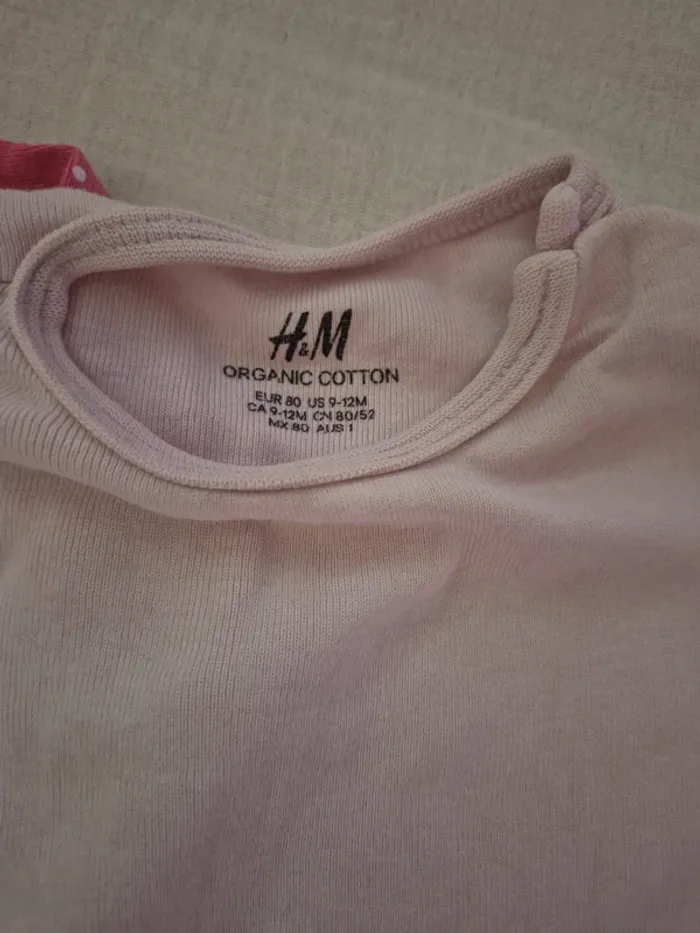 H&M
ORGANIC COTTON
EUR 80 US 9-12M
CA 9-12M CN 80/52
MX 80 AUS 1